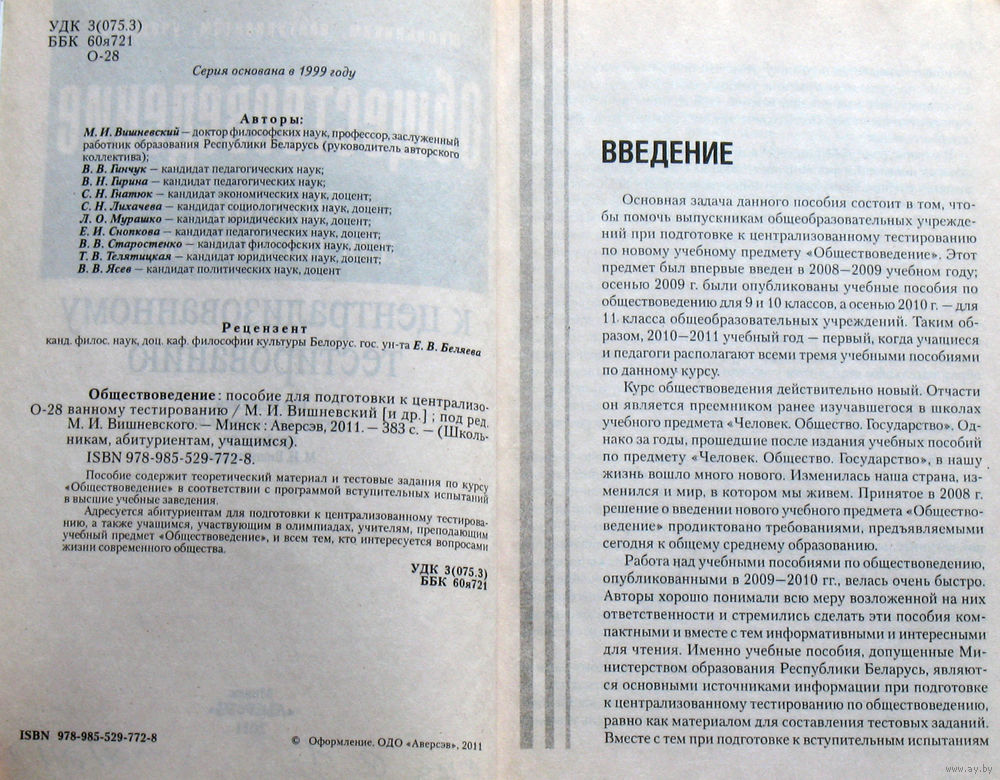 УДК 3(075.3)
ББК 60я721
О-28
Серия основана в 1999 году
Авторы:
М. И. Вишневский — доктор философских наук, профессор, заслуженный
работник образования Республики Беларусь (руководитель авторского
коллектива);
В. В. Гинчук — кандидат педагогических наук;
В. Н. Гирина — кандидат педагогических наук;
С. Н. Гнатюк — кандидат экономических наук, доцент;
С. Н. Лихачева — кандидат социологических наук, доцент;
Л. О. Мурашко — кандидат юридических наук, доцент;
Е. И. Снопкова — кандидат педагогических наук, доцент;
В. В. Старостенко — кандидат философских наук, доцент;
Т. В. Телятицкая — кандидат юридических наук, доцент;
В. В. Ясев — кандидат политических наук, доцент
Рецензент
канд. филос. наук, доц. каф. философии культуры Белорус. гос. ун-та Е. В. Беляева
Обществоведение : пособие для подготовки к централизо-
О-28 ванному тестированию / М. И. Вишневский [и др.] ; под ред.
М. И. Вишневского. — Минск : Аверсэв, 2011. — 383 с. — (Школь-
никам, абитуриентам, учащимся).
ISBN 978-985-529-772-8.
Пособие содержит теоретический материал и тестовые задания по курсу
«Обществоведение» в соответствии с программой вступительных испытаний
в высшие учебные заведения.
Адресуется абитуриентам для подготовки к централизованному тестирова-
нию, а также учащимся, участвующим в олимпиадах, учителям, преподающим
учебный предмет «Обществоведение», и всем тем, кто интересуется вопросами
жизни современного общества.
УДК 3(075.3)
ББК 60я721
ISBN 978-985-529-772-8
© Оформление. ОДО «Аверсэв», 2011
ВВЕДЕНИЕ
Основная задача данного пособия состоит в том, что-
бы помочь выпускникам общеобразовательных учрежде-
ний при подготовке к централизованному тестированию
по новому учебному предмету «Обществоведение». Этот
предмет был впервые введен в 2008—2009 учебном году;
осенью 2009 г. были опубликованы учебные пособия по
обществоведению для 9 и 10 классов, а осенью 2010 г. — для
11 класса общеобразовательных учреждений. Таким об-
разом, 2010—2011 учебный год — первый, когда учащиеся
и педагоги располагают всеми тремя учебными пособиями
по данному курсу.
Курс обществоведения действительно новый. Отчасти
он является преемником ранее изучавшегося в школах
учебного предмета «Человек. Общество. Государство». Од-
нако за годы, прошедшие после издания учебных пособий
по предмету «Человек. Общество. Государство», в нашу
жизнь вошло много нового. Изменилась наша страна, из-
менился и мир, в котором мы живем. Принятое в 2008 г.
решение о введении нового учебного предмета «Общество-
ведение» продиктовано требованиями, предъявляемыми
сегодня к общему среднему образованию.
Работа над учебными пособиями по обществоведению,
опубликованными в 2009—2010 гг., велась очень быстро.
Авторы хорошо понимали всю меру возложенной на них
ответственности и стремились сделать эти пособия ком-
пактными и вместе с тем информативными и интересными
для чтения. Именно учебные пособия, допущенные Ми-
нистерством образования Республики Беларусь, являют-
ся основными источниками информации при подготовке
к централизованному тестированию по обществоведению,
равно как материалом для составления тестовых заданий.
Вместе с тем при подготовке к вступительным испытаниям
www.ay.by